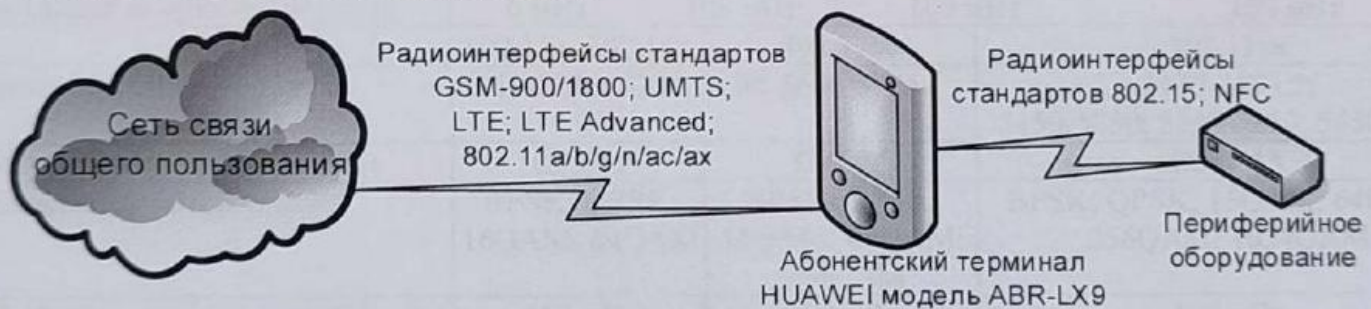 Сеть связи
общего пользования
Радиоинтерфейсы стандартов
GSM-900/1800; UMTS;
LTE; LTE Advanced;
802.11a/b/g/n/ac/ax
Абонентский терминал
HUAWEI модель ABR-LX9
Радиоинтерфейсы
стандартов 802.15; NFC
Периферийное
оборудование